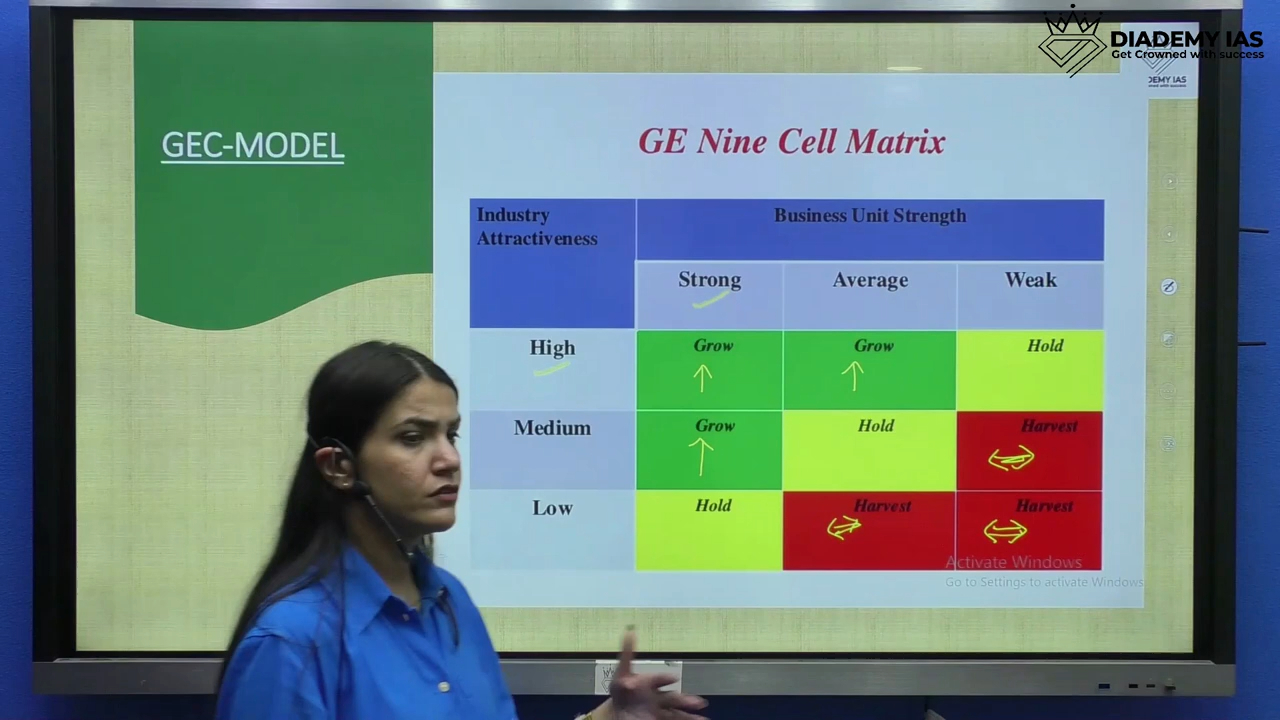 DIADEMY IAS
Get Crowned with success
DEMY IAS
GEC-MODEL
GE Nine Cell Matrix
Industry
Attractiveness
Business Unit Strength
Strong
Average
Weak
High
Grow
Grow
Hold
Medium
Grow
Hold
Harvest
Low
Hold
Harvest
Harvest
Activate Windows
Go to Settings to activate Windows